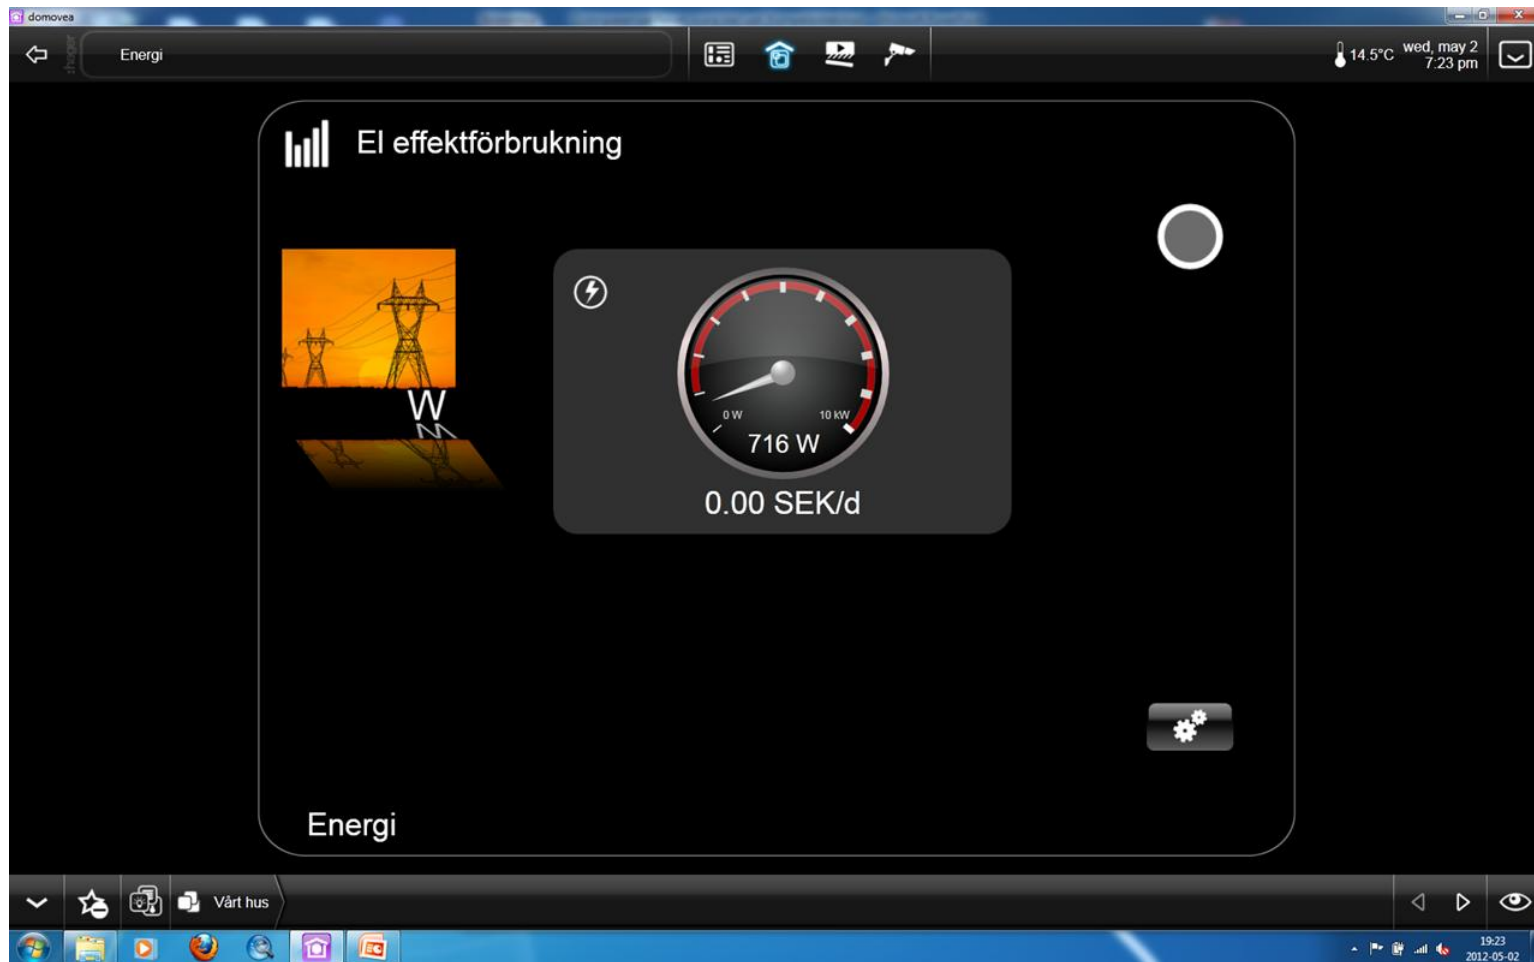 domovea
:hager
Energi
14.5°C
wed, may 2
7:23 pm
El effektförbrukning
W
0 W
10 kW
716 W
0.00 SEK/d
Energi
Vårt hus
19:23
2012-05-02